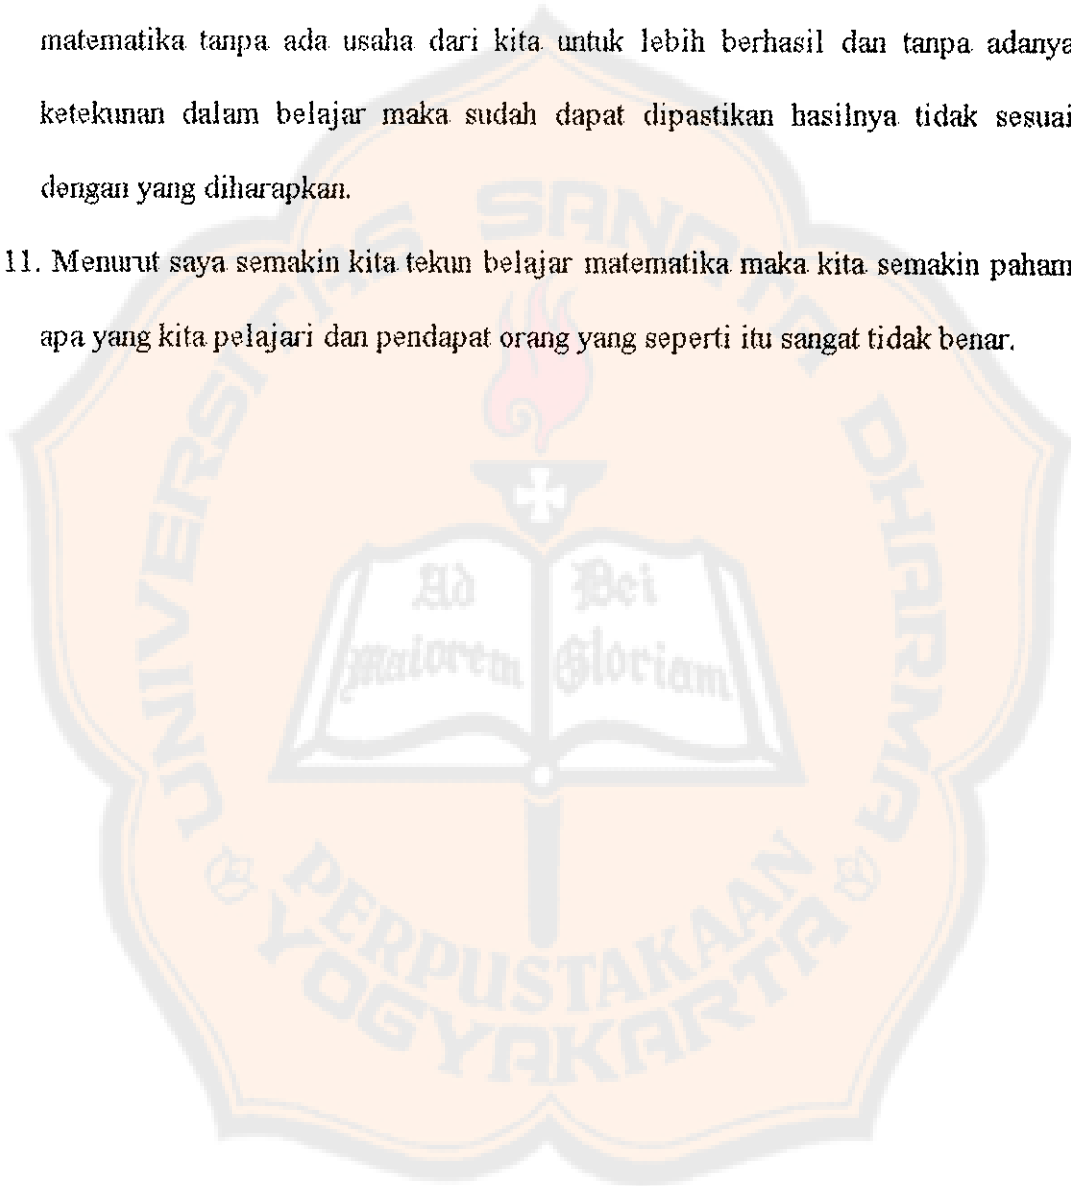 matematika tanpa ada usaha dari kita untuk lebih berhasil dan tanpa adanya
ketekunan dalam belajar maka sudah dapat dipastikan hasilnya tidak sesuai
dengan yang diharapkan.
11. Menurut saya semakin kita tekun belajar matematika maka kita semakin paham
apa yang kita pelajari dan pendapat orang yang seperti itu sangat tidak benar.
UNIVERSITAS SANATA DHARMA
Ad Dei
Maiorem Gloriam
PERPUSTAKAAN
YOGYAKARTA